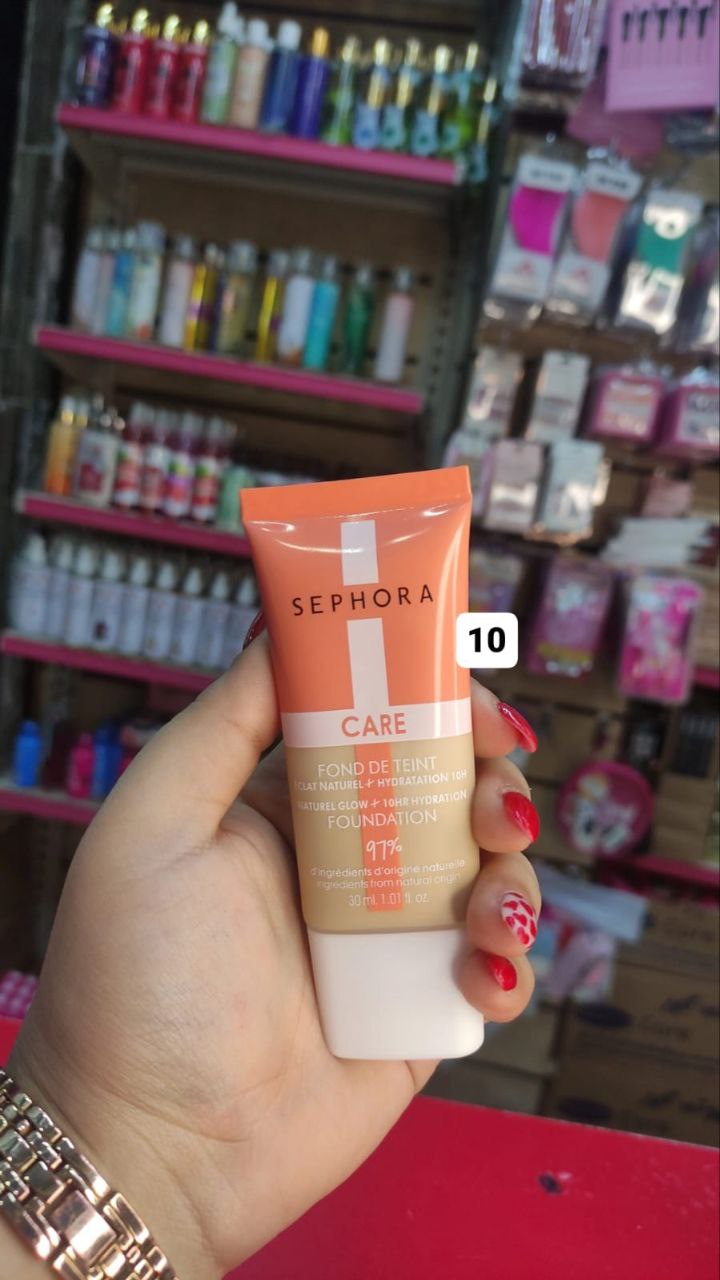 SEPHORA
10
CARE
FOND DE TEINT
ÉCLAT NATUREL + HYDRATATION 10H
NATUREL GLOW + 10HR HYDRATION
FOUNDATION
97%
d'ingrédients d'origine naturelle
ingredients from natural origin
30 ml. 1.01 fl. oz.